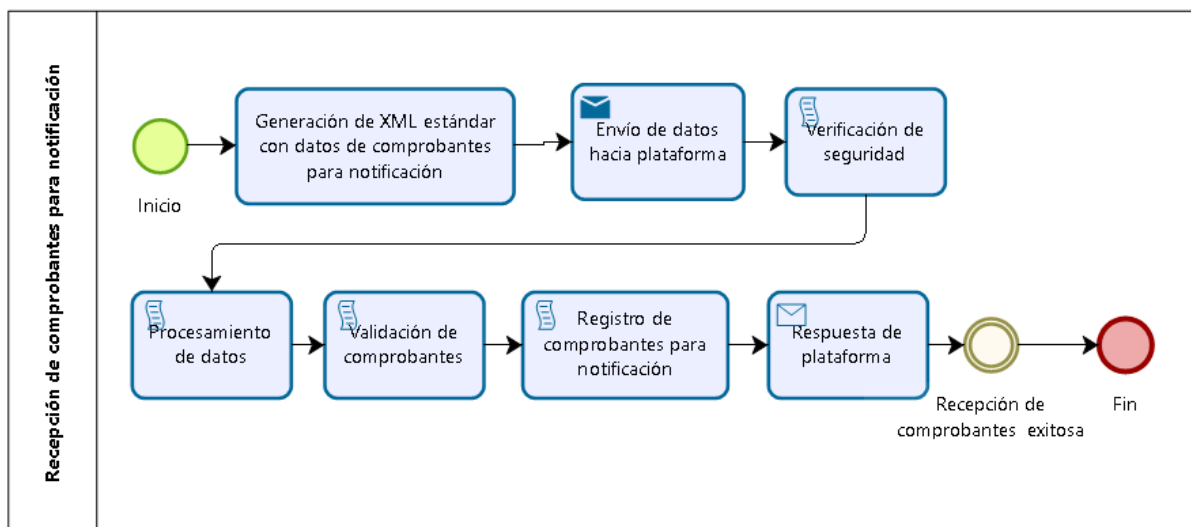 Recepción de comprobantes para notificación
Generación de XML estándar
con datos de comprobantes
para notificación
Envío de datos
hacia plataforma
Verificación de
seguridad
Inicio
Procesamiento
de datos
Validación de
comprobantes
Registro de
comprobantes para
notificación
Respuesta de
plataforma
Recepción de
comprobantes exitosa
Fin